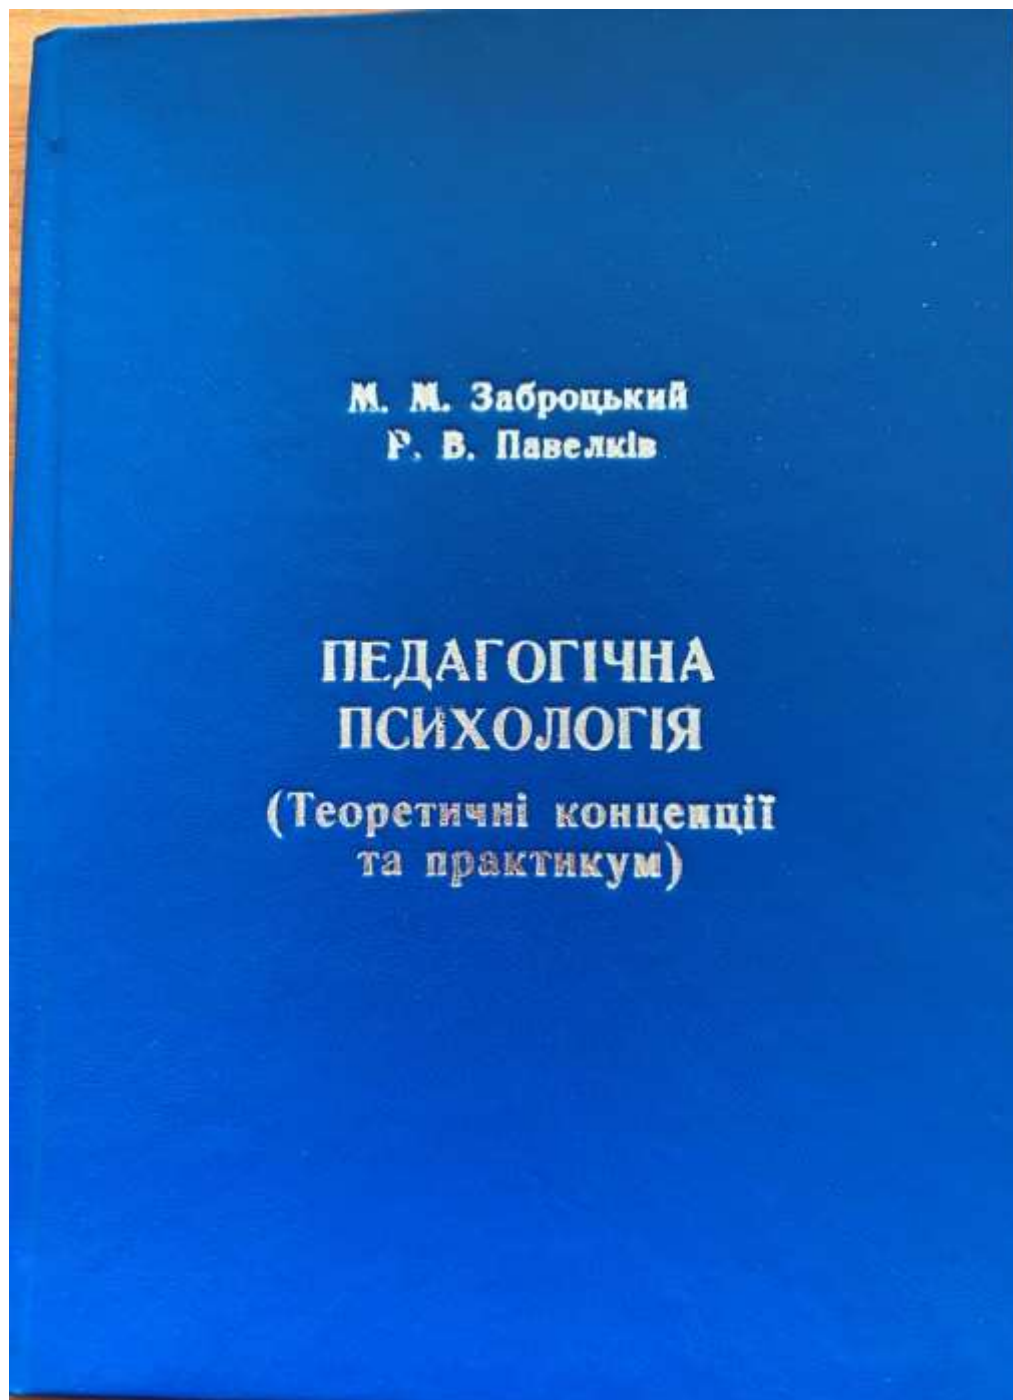 М. М. Заброцький
Р. В. Павелків
ПЕДАГОГІЧНА
ПСИХОЛОГІЯ
(Теоретичні концепції
та практикум)